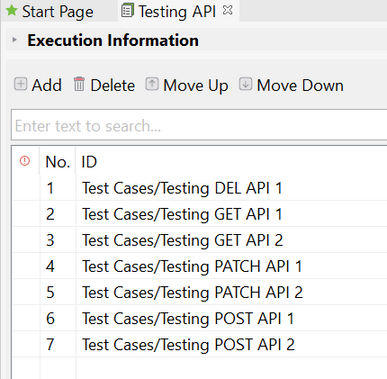 Start Page Testing API
Execution Information
Add Delete Move Up Move Down
Enter text to search...
No. ID
1 Test Cases/Testing DEL API 1
2 Test Cases/Testing GET API 1
3 Test Cases/Testing GET API 2
4 Test Cases/Testing PATCH API 1
5 Test Cases/Testing PATCH API 2
6 Test Cases/Testing POST API 1
7 Test Cases/Testing POST API 2